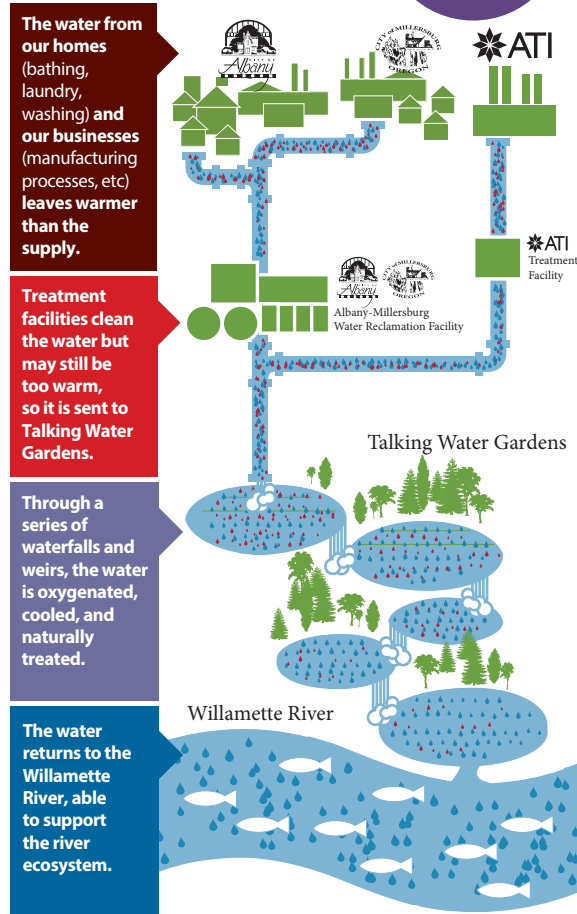 The water from
our homes
(bathing,
laundry,
washing) and
our businesses
(manufacturing
processes, etc)
leaves warmer
than the
supply.
Albany
CITY OF MILLERSBURG
OREGON
ATI
ATI
Treatment
Facility
Albany
CITY OF MILLERSBURG
OREGON
Albany-Millersburg
Water Reclamation Facility
Treatment
facilities clean
the water but
may still be
too warm,
so it is sent to
Talking Water
Gardens.
Talking Water Gardens
Through a
series of
waterfalls and
weirs, the water
is oxygenated,
cooled, and
naturally
treated.
Willamette River
The water
returns to the
Willamette
River, able
to support
the river
ecosystem.